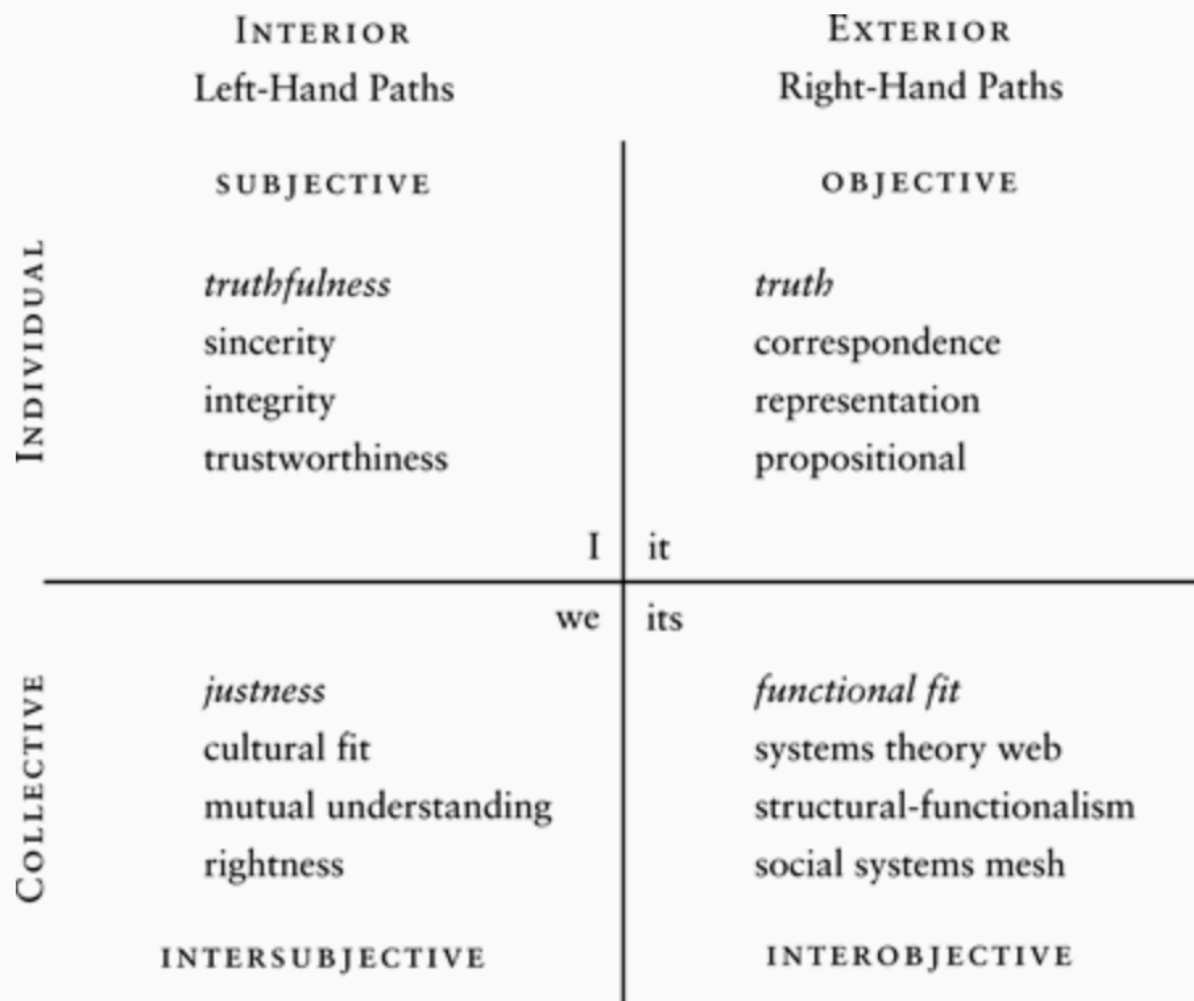 INTERIOR
Left-Hand Paths
EXTERIOR
Right-Hand Paths
INDIVIDUAL
SUBJECTIVE
truthfulness
sincerity
integrity
trustworthiness
I
OBJECTIVE
truth
correspondence
representation
propositional
it
COLLECTIVE
we
justness
cultural fit
mutual understanding
rightness
INTERSUBJECTIVE
its
functional fit
systems theory web
structural-functionalism
social systems mesh
INTEROBJECTIVE